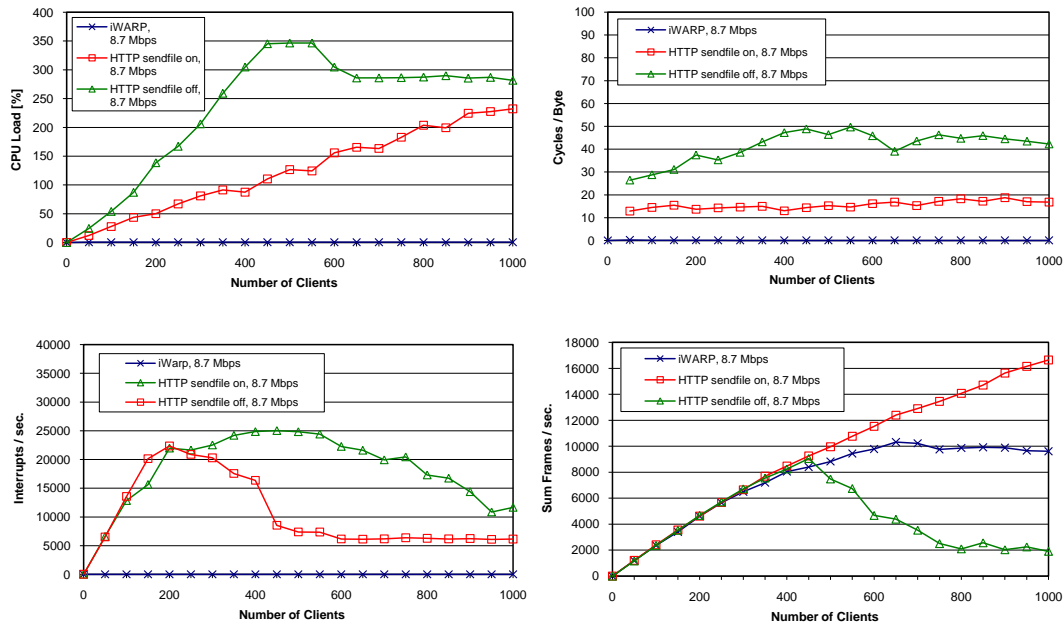 CPU Load [%]
400
350
300
250
200
150
100
50
0
iWARP,
8.7 Mbps
HTTP sendfile on,
8.7 Mbps
HTTP sendfile off,
8.7 Mbps
0 200 400 600 800 1000
Number of Clients
Cycles / Byte
100
90
80
70
60
50
40
30
20
10
0
iWARP, 8.7 Mbps
HTTP sendfile on, 8.7 Mbps
HTTP sendfile off, 8.7 Mbps
0 200 400 600 800 1000
Number of Clients
Interrupts / sec.
40000
35000
30000
25000
20000
15000
10000
5000
0
iWarp, 8.7 Mbps
HTTP sendfile on, 8.7 Mbps
HTTP sendfile off, 8.7 Mbps
0 200 400 600 800 1000
Number of Clients
Sum Frames / sec.
18000
16000
14000
12000
10000
8000
6000
4000
2000
0
iWARP, 8.7 Mbps
HTTP sendfile on, 8.7 Mbps
HTTP sendfile off, 8.7 Mbps
0 200 400 600 800 1000
Number of Clients